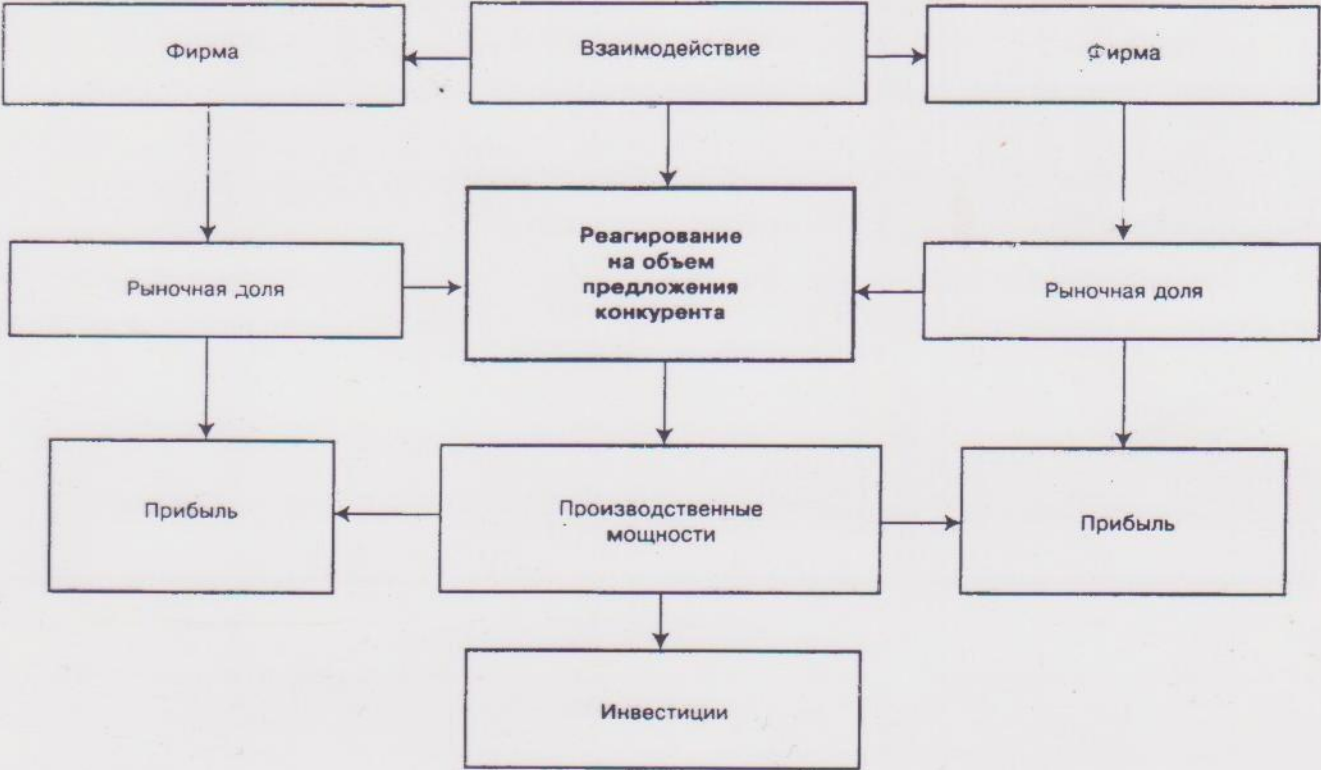 Фирма
Взаимодействие
Фирма
Рыночная доля
Реагирование
на объем
предложения
конкурента
Рыночная доля
Прибыль
Производственные
мощности
Прибыль
Инвестиции